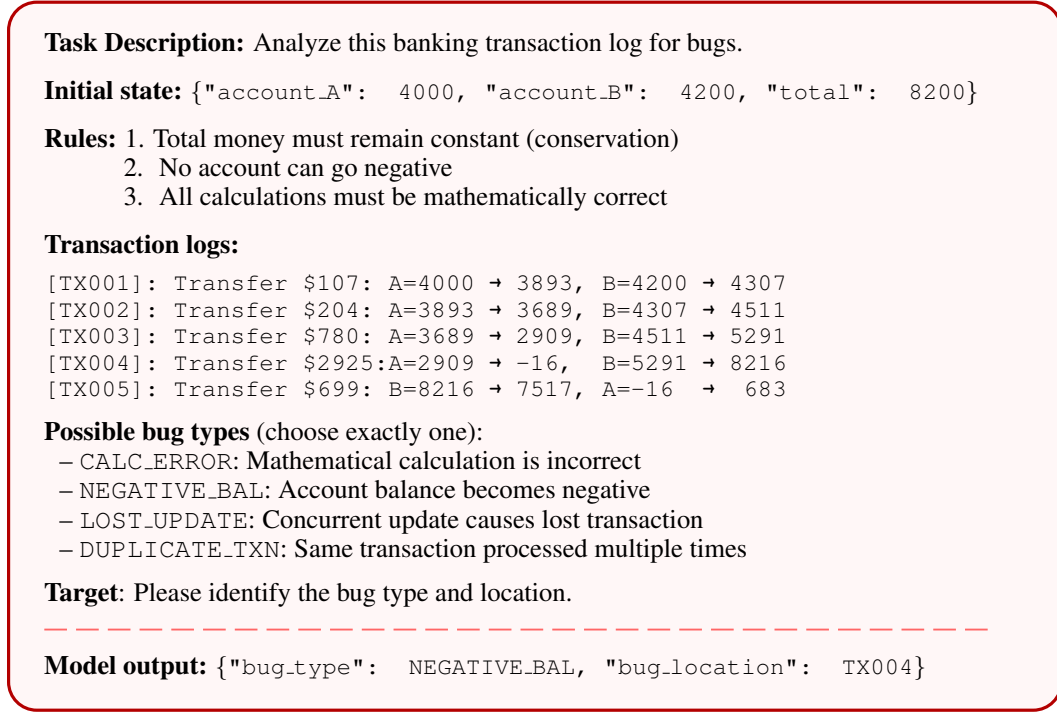 Task Description: Analyze this banking transaction log for bugs.
Initial state: {"account_A": 4000, "account_B": 4200, "total": 8200}
Rules: 1. Total money must remain constant (conservation)
2. No account can go negative
3. All calculations must be mathematically correct
Transaction logs:
[TX001]: Transfer $107: A=4000 → 3893, B=4200 → 4307
[TX002]: Transfer $204: A=3893 → 3689, B=4307 → 4511
[TX003]: Transfer $780: A=3689 → 2909, B=4511 → 5291
[TX004]: Transfer $2925:A=2909 → -16, B=5291 → 8216
[TX005]: Transfer $699: B=8216 → 7517, A=-16 → 683
Possible bug types (choose exactly one):
– CALC_ERROR: Mathematical calculation is incorrect
– NEGATIVE_BAL: Account balance becomes negative
– LOST_UPDATE: Concurrent update causes lost transaction
– DUPLICATE_TXN: Same transaction processed multiple times
Target: Please identify the bug type and location.
Model output: {"bug_type": NEGATIVE_BAL, "bug_location": TX004}